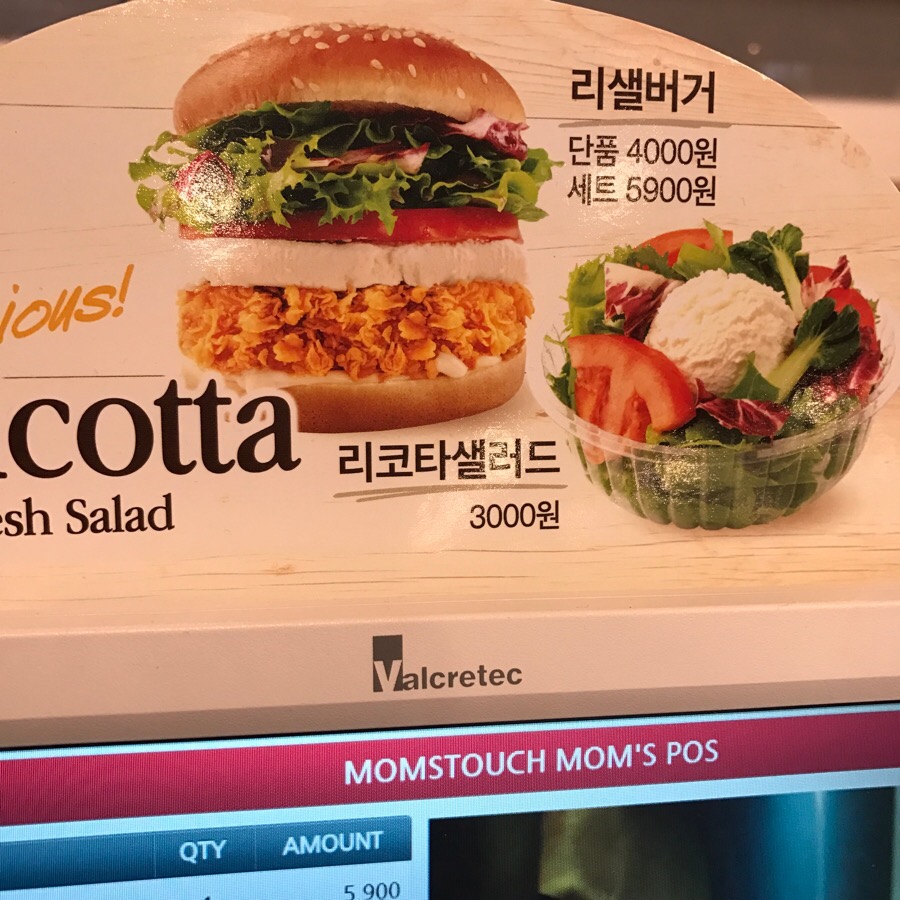 리샐버거
단품 4000원
세트 5900원
ious!
cotta
esh Salad
리코타샐러드
3000원
Valcretec
MOMSTOUCH MOM'S POS
QTY AMOUNT
5,900